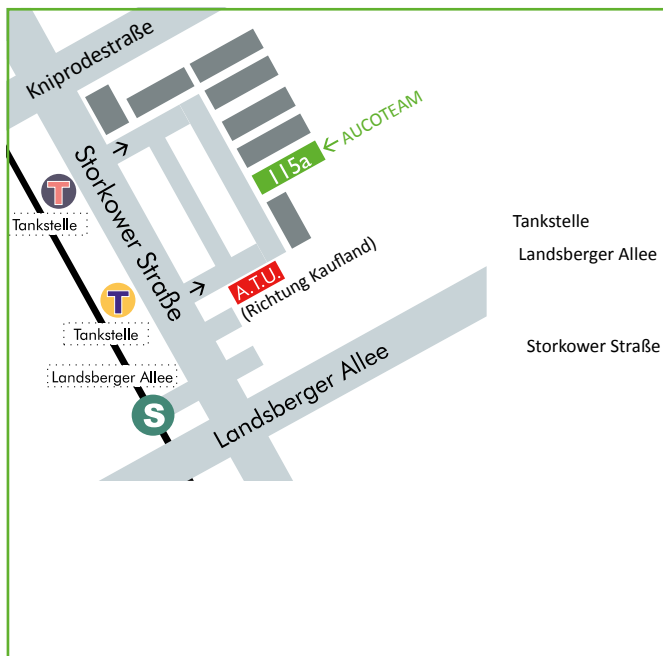 Kniprodestraße
Storkower Straße
← AUCOTEAM
115a
T
Tankstelle
A.T.U.
(Richtung Kaufland)
T
Tankstelle
Landsberger Allee
S
Landsberger Allee
Tankstelle
Landsberger Allee
Storkower Straße